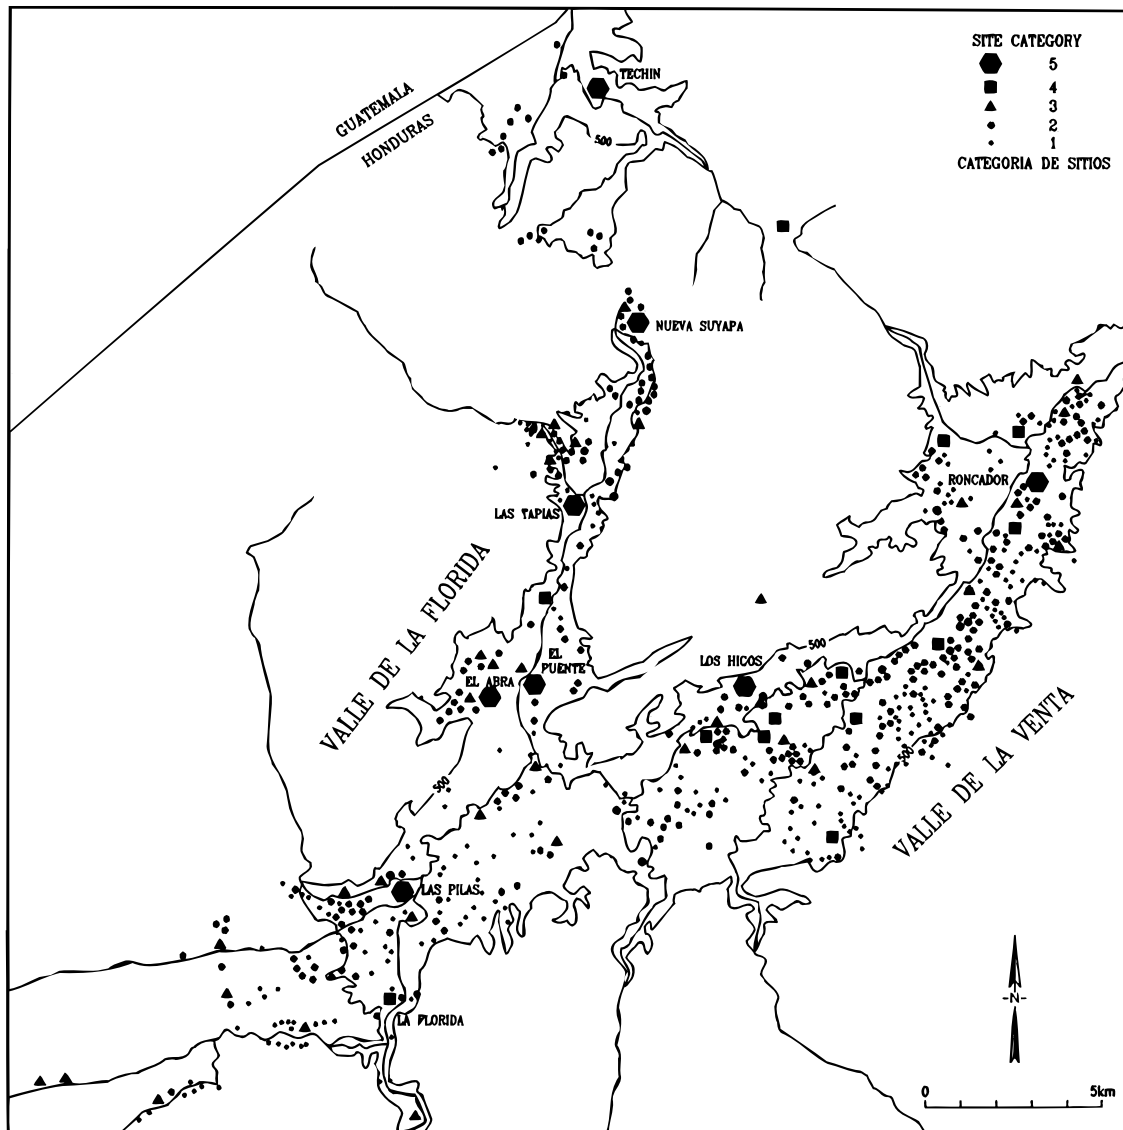 SITE CATEGORY
5
4
3
2
1
CATEGORIA DE SITIOS
TECHIN
GUATEMALA
HONDURAS
500
NUEVA SUYAPA
RONCADOR
LAS TAPIAS
VALLE DE LA FLORIDA
500
EL
PUENTE
LOS HIGOS
EL ABRA
VALLE DE LA VENTA
500
500
LAS PILAS
LA FLORIDA
-N-
0 5km